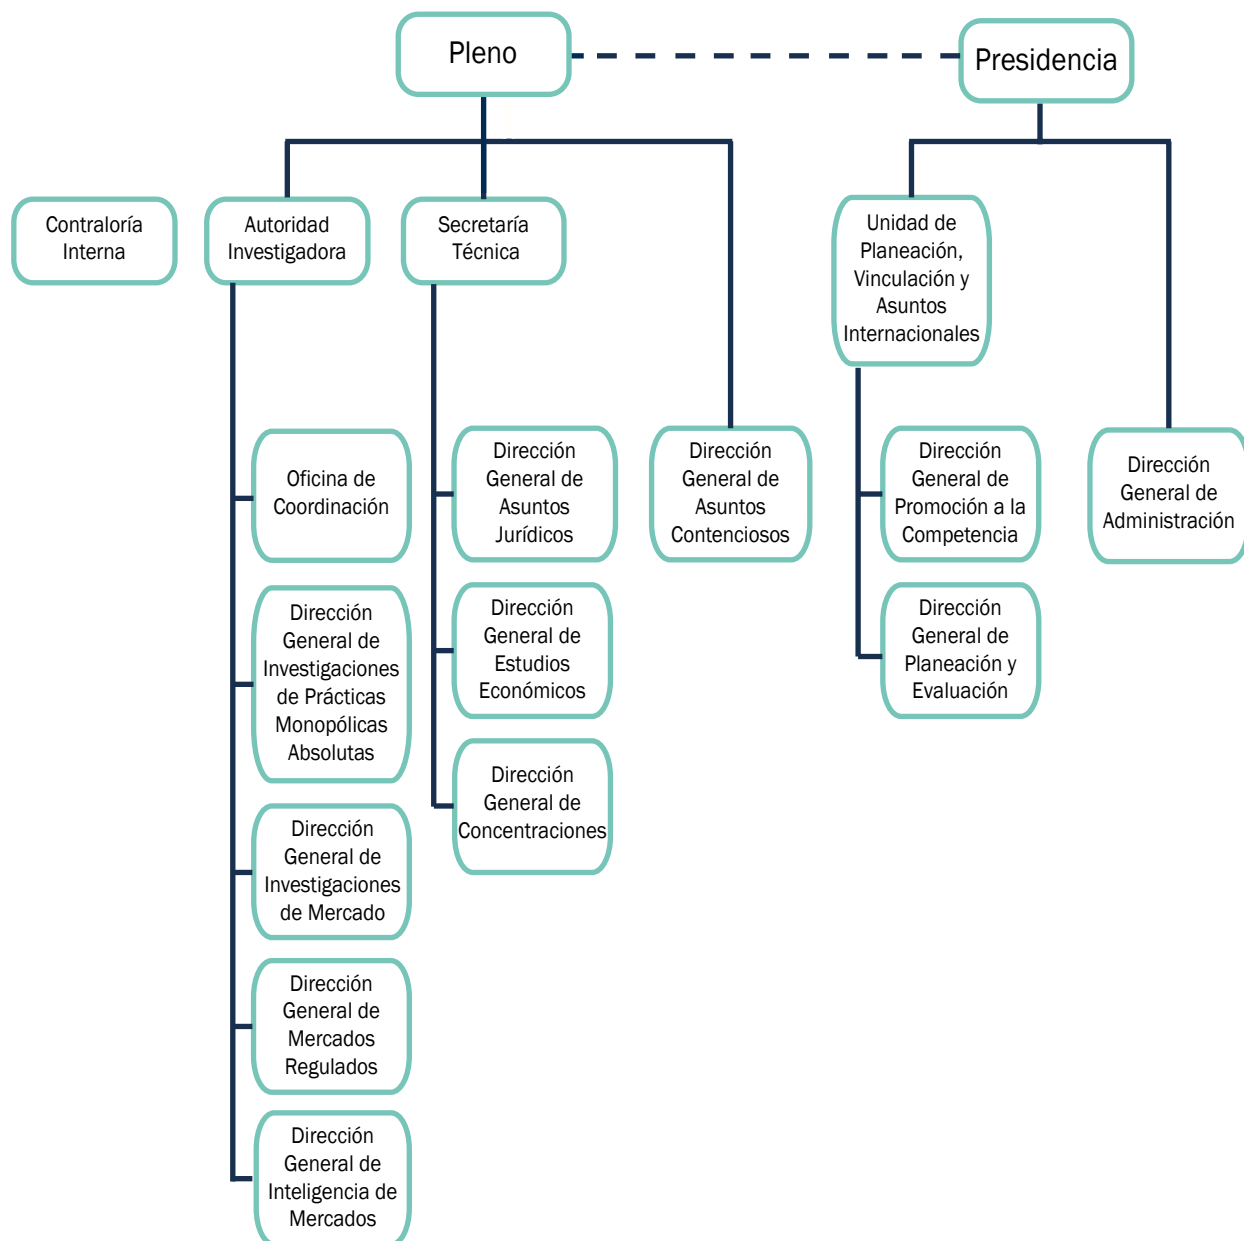 Pleno
Presidencia
Contraloría
Interna
Autoridad
Investigadora
Secretaría
Técnica
Unidad de
Planeación,
Vinculación y
Asuntos
Internacionales
Oficina de
Coordinación
Dirección
General de
Asuntos
Jurídicos
Dirección
General de
Asuntos
Contenciosos
Dirección
General de
Promoción a la
Competencia
Dirección
General de
Administración
Dirección
General de
Investigaciones
de Prácticas
Monopólicas
Absolutas
Dirección
General de
Estudios
Económicos
Dirección
General de
Planeación y
Evaluación
Dirección
General de
Concentraciones
Dirección
General de
Investigaciones
de Mercado
Dirección
General de
Mercados
Regulados
Dirección
General de
Inteligencia de
Mercados